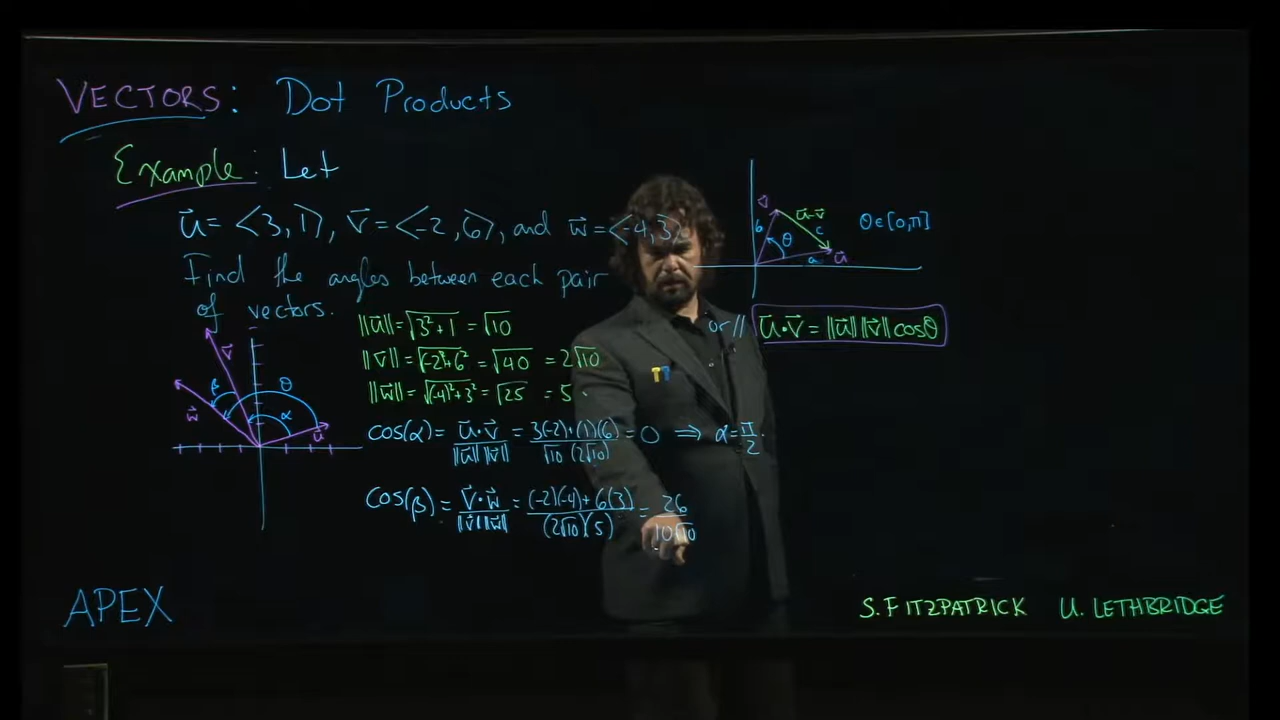 VECTORS: Dot Products
Example: Let
u⃗ = <3,1>, v⃗ = <-2,6>, and w⃗ = <-4,3>
Find the angles between each pair
of vectors.
||u⃗|| = √3²+1 = √10
||v⃗|| = √(-2)²+6² = √40 = 2√10
||w⃗|| = √(-4)²+3² = √25 = 5
cos(α) = u⃗·v⃗ / ||u⃗|| ||v⃗|| = 3(-2)+(1)(6) / √10 (2√10) = 0 ⇒ α = π/2.
cos(β) = v⃗·w⃗ / ||v⃗|| ||w⃗|| = (-2)(-4)+6(3) / (2√10)(5) = 26 / 10√10
v⃗
β
θ
w⃗
α
u⃗
v⃗
u⃗-v⃗
b
c
θ
a
u⃗
θ∈[0,π]
or //
u⃗·v⃗ = ||u⃗|| ||v⃗|| cosθ
APEX
S. FITZPATRICK U. LETHBRIDGE